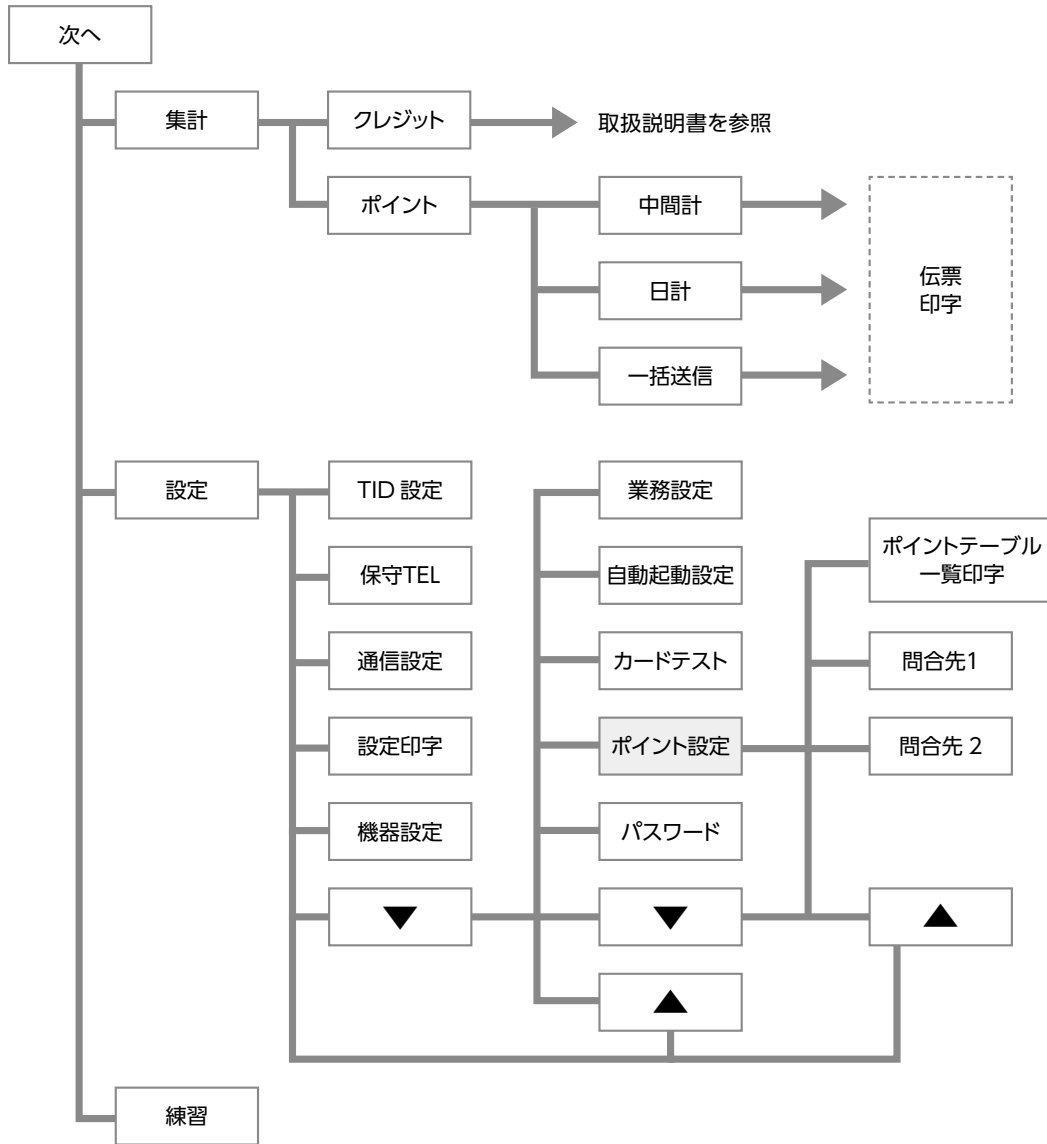 次へ
集計
クレジット
取扱説明書を参照
ポイント
中間計
日計
一括送信
伝票
印字
設定
TID 設定
保守TEL
通信設定
設定印字
機器設定
▼
業務設定
自動起動設定
カードテスト
ポイント設定
パスワード
▼
▲
ポイントテーブル
一覧印字
問合先1
問合先 2
▲
練習